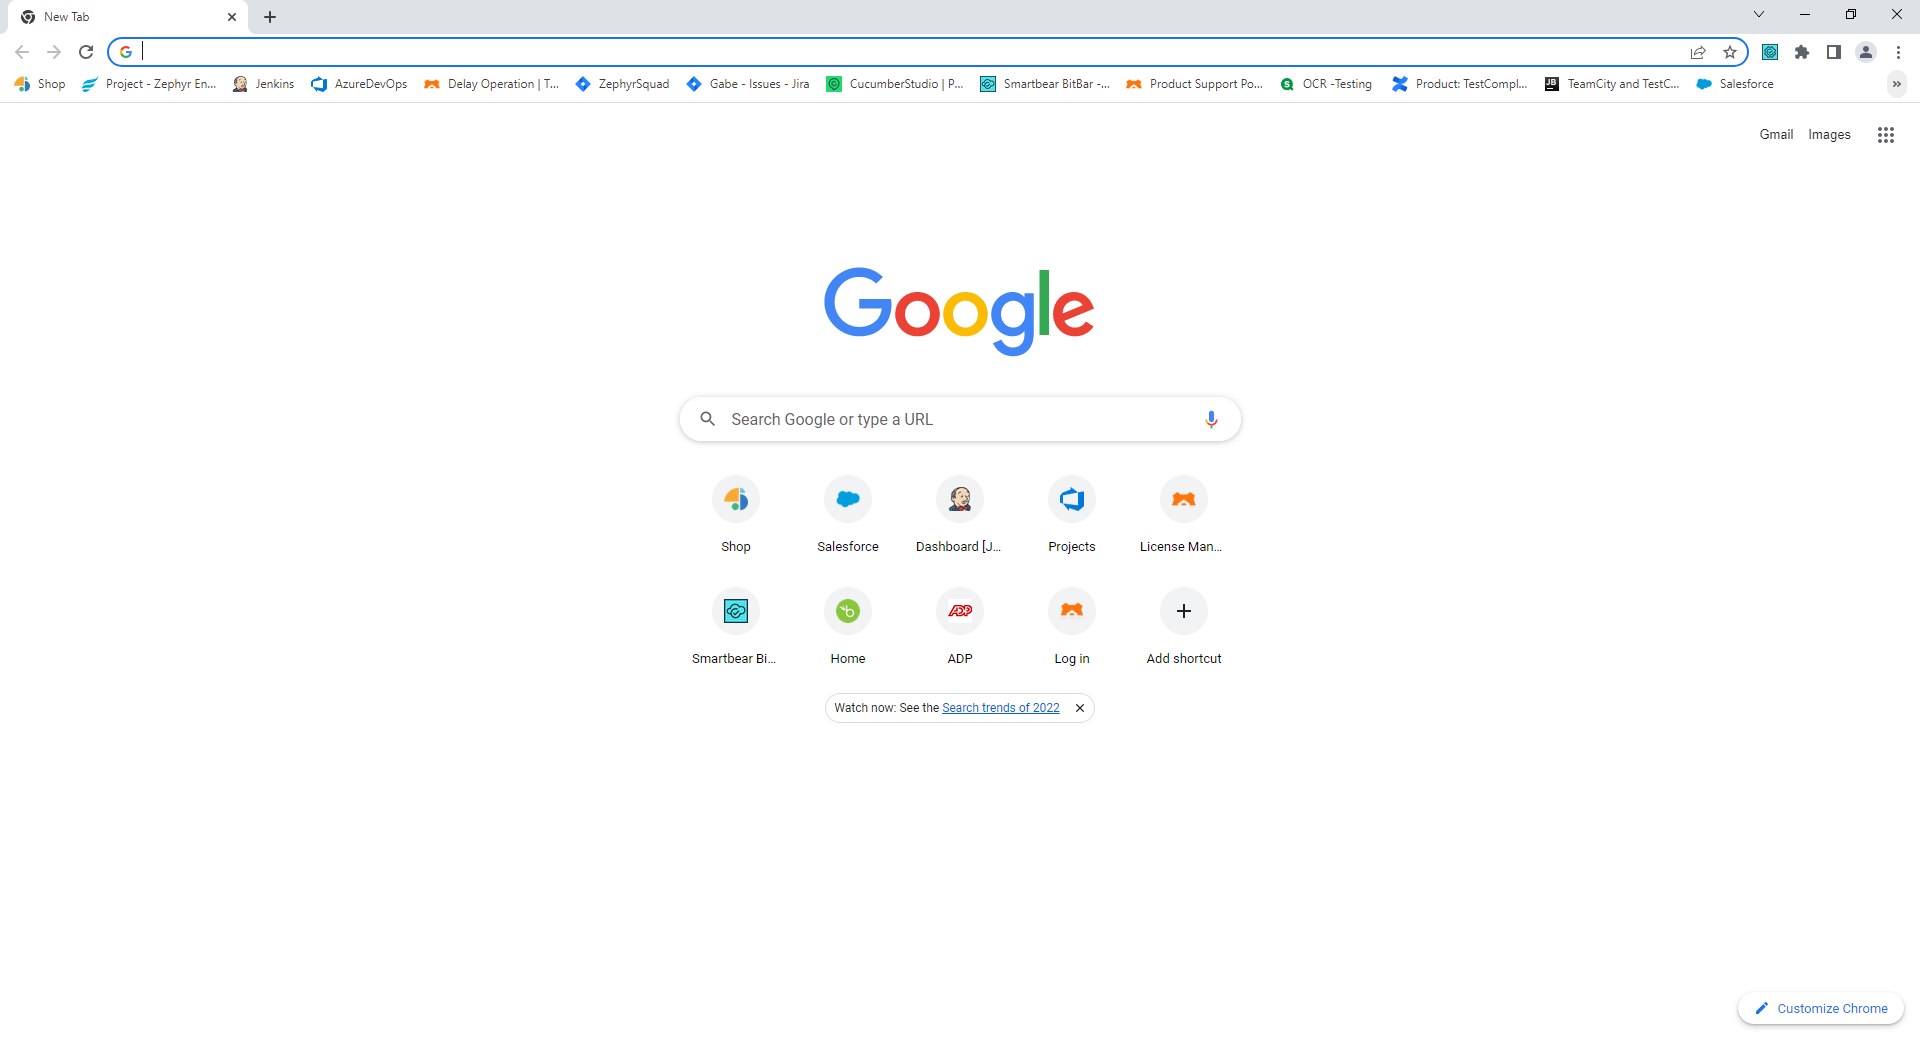 New Tab
Shop Project - Zephyr En... Jenkins AzureDevOps Delay Operation | T... ZephyrSquad Gabe - Issues - Jira CucumberStudio | P... Smartbear BitBar -... Product Support Po... OCR -Testing Product: TestCompl... TeamCity and TestC... Salesforce »
Gmail Images
Google
Search Google or type a URL
Shop Salesforce Dashboard [J... Projects License Man...
ADP
Smartbear Bi... Home ADP Log in Add shortcut
Watch now: See the Search trends of 2022
Customize Chrome